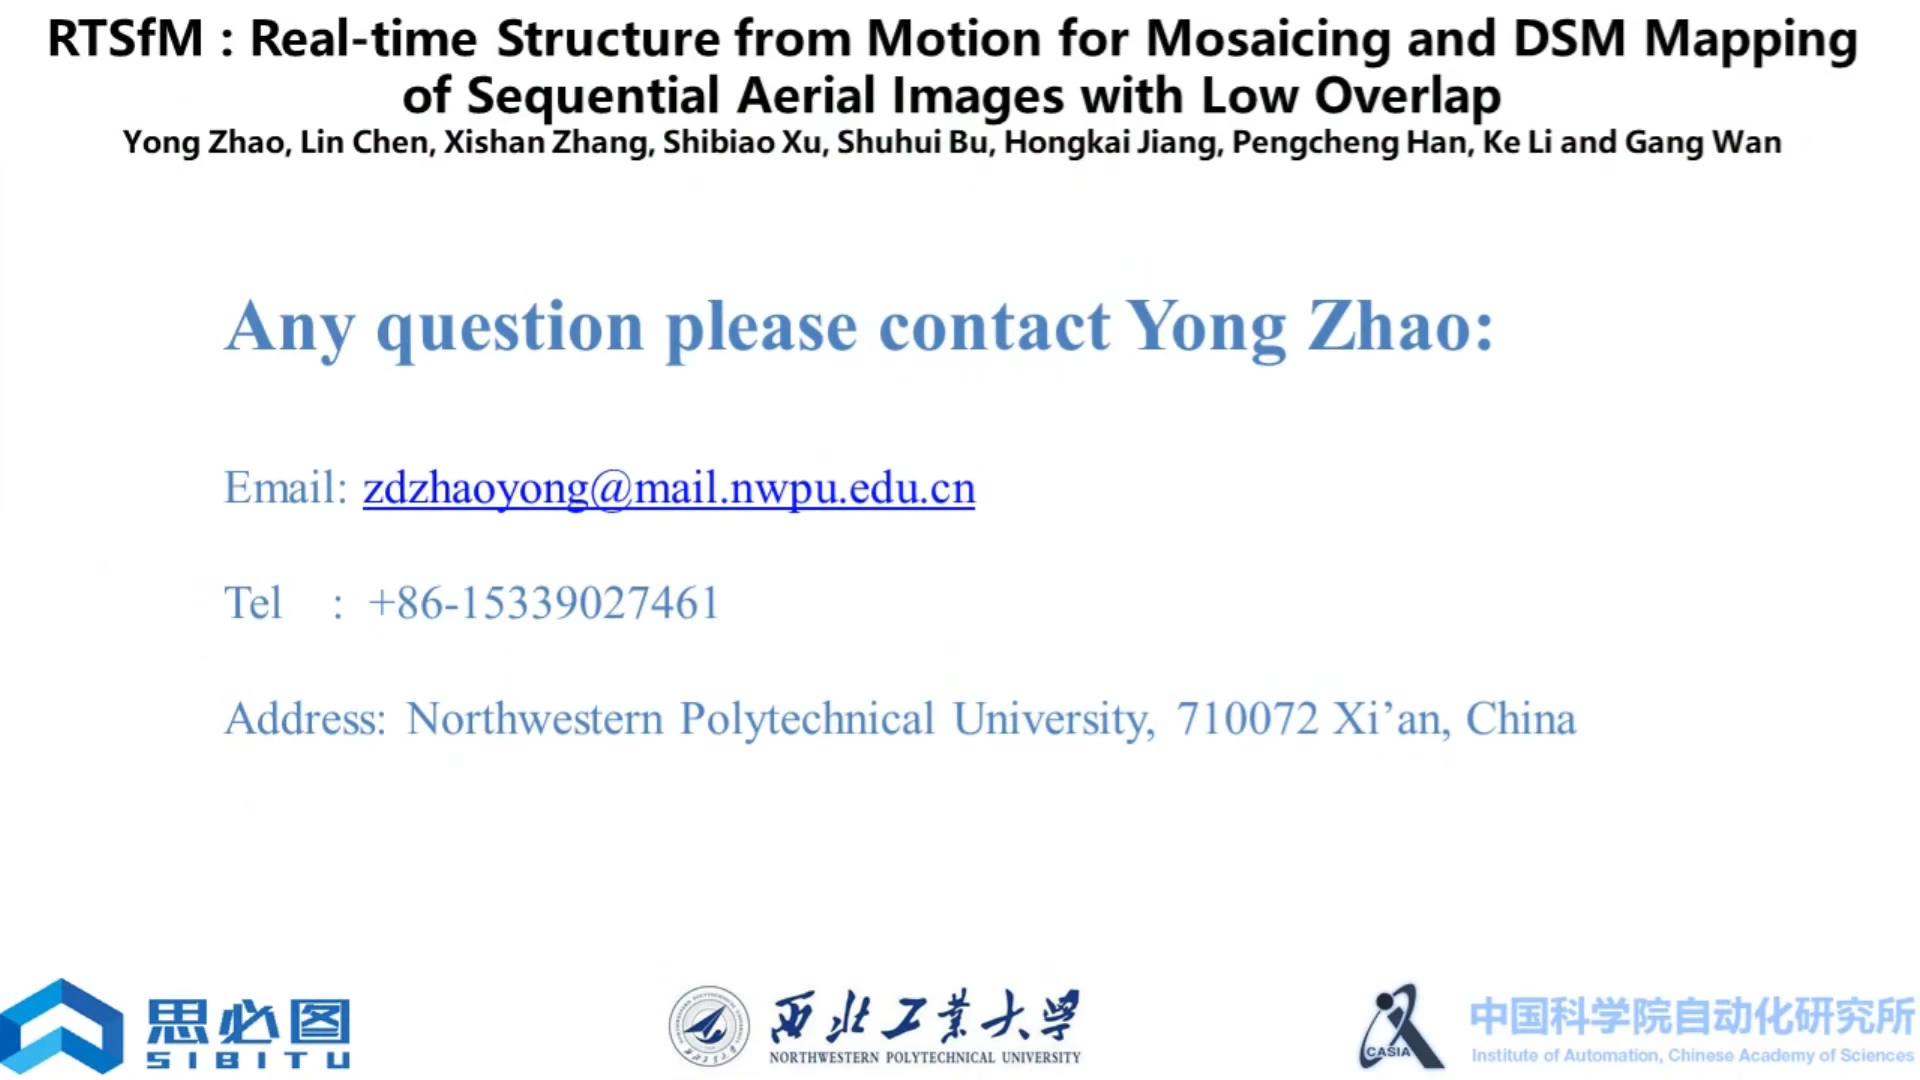 RTSfM : Real-time Structure from Motion for Mosaicing and DSM Mapping
of Sequential Aerial Images with Low Overlap
Yong Zhao, Lin Chen, Xishan Zhang, Shibiao Xu, Shuhui Bu, Hongkai Jiang, Pengcheng Han, Ke Li and Gang Wan
Any question please contact Yong Zhao:
Email: zdzhaoyong@mail.nwpu.edu.cn
Tel : +86-15339027461
Address: Northwestern Polytechnical University, 710072 Xi’an, China
思必图
SIBITU
西北工业大学
NORTHWESTERN POLYTECHNICAL UNIVERSITY
CASIA
中国科学院自动化研究所
Institute of Automation, Chinese Academy of Sciences